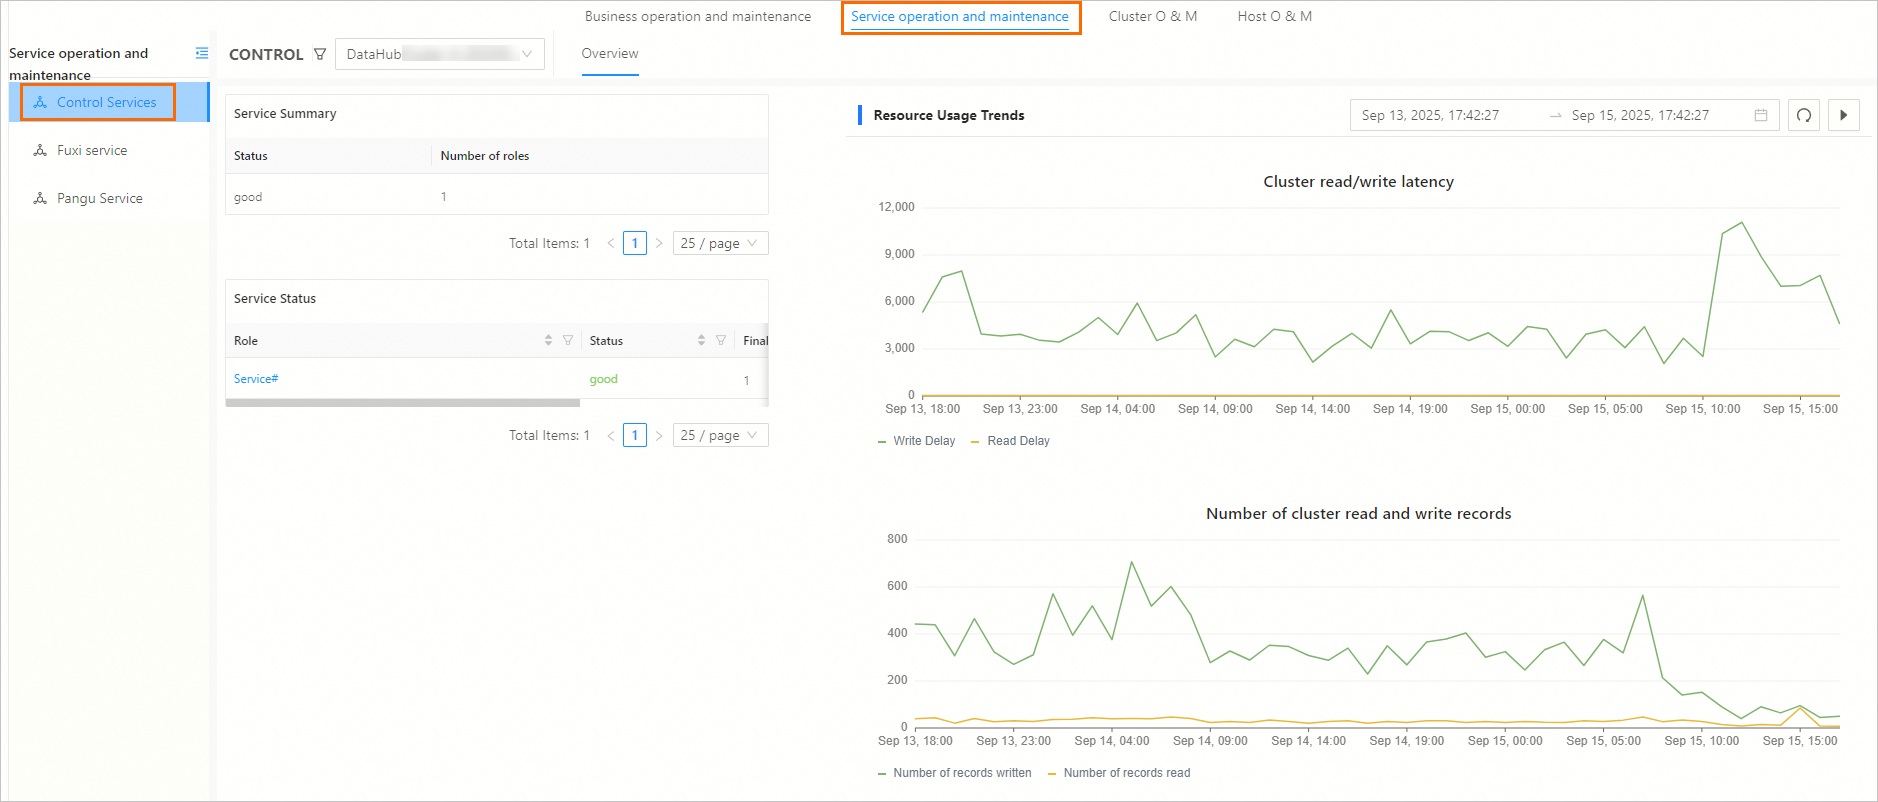 Business operation and maintenance
Service operation and maintenance
Cluster O & M
Host O & M
Service operation and
maintenance
Control Services
Fuxi service
Pangu Service
CONTROL
DataHub
Overview
Service Summary
Status Number of roles
good 1
Total Items: 1 < 1 > 25 / page
Service Status
Role Status Final
Service# good 1
Total Items: 1 < 1 > 25 / page
Resource Usage Trends
Sep 13, 2025, 17:42:27 → Sep 15, 2025, 17:42:27
Cluster read/write latency
12,000
9,000
6,000
3,000
0
Sep 13, 18:00 Sep 13, 23:00 Sep 14, 04:00 Sep 14, 09:00 Sep 14, 14:00 Sep 14, 19:00 Sep 15, 00:00 Sep 15, 05:00 Sep 15, 10:00 Sep 15, 15:00
Write Delay Read Delay
Number of cluster read and write records
800
600
400
200
0
Sep 13, 18:00 Sep 13, 23:00 Sep 14, 04:00 Sep 14, 09:00 Sep 14, 14:00 Sep 14, 19:00 Sep 15, 00:00 Sep 15, 05:00 Sep 15, 10:00 Sep 15, 15:00
Number of records written Number of records read